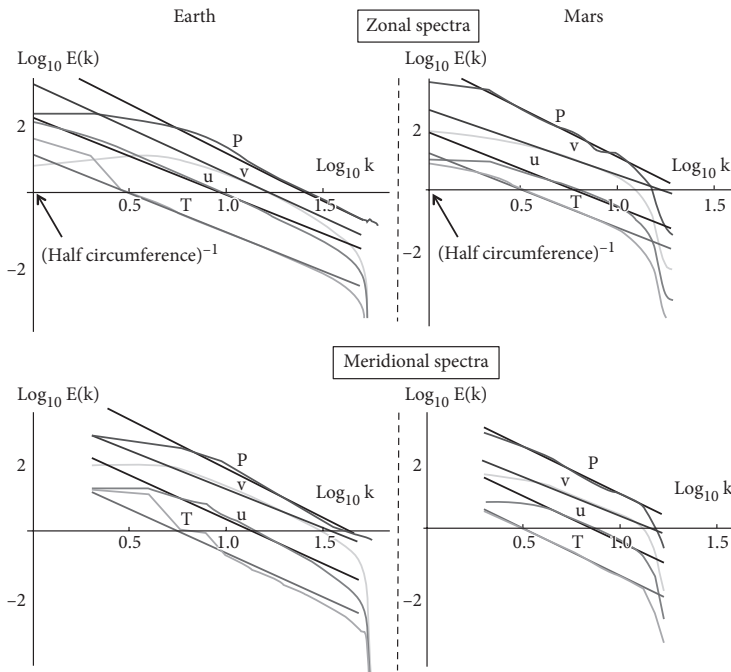 Earth
Zonal spectra
Mars
Log₁₀ E(k)
2
P
Log₁₀ k
u
v
T
0.5
1.0
1.5
(Half circumference)⁻¹
−2
Log₁₀ E(k)
2
P
v
Log₁₀ k
u
T
0.5
1.0
1.5
(Half circumference)⁻¹
−2
Meridional spectra
Log₁₀ E(k)
2
P
v
Log₁₀ k
T
u
0.5
1.0
1.5
−2
Log₁₀ E(k)
2
P
v
Log₁₀ k
u
T
0.5
1.0
1.5
−2